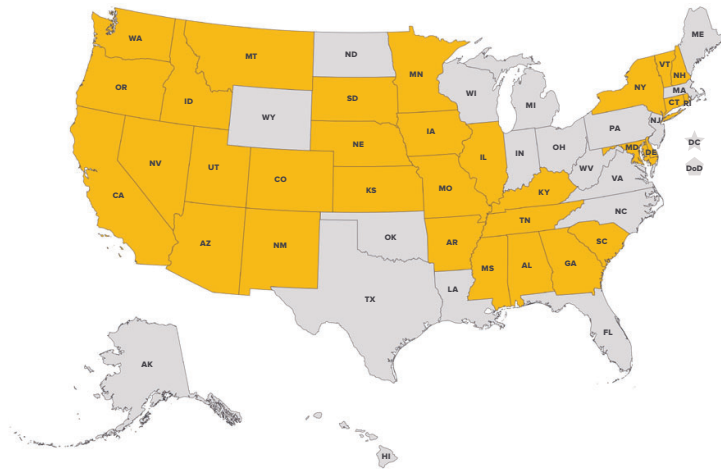 WA
MT
ND
MN
ME
OR
ID
SD
WI
MI
VT
NH
NY
MA
CT
RI
WY
IA
NE
PA
NJ
NV
UT
CO
IL
IN
OH
MD
DE
DC
DoD
CA
KS
MO
WV
VA
KY
NC
AZ
NM
OK
AR
TN
SC
MS
AL
GA
TX
LA
FL
AK
HI